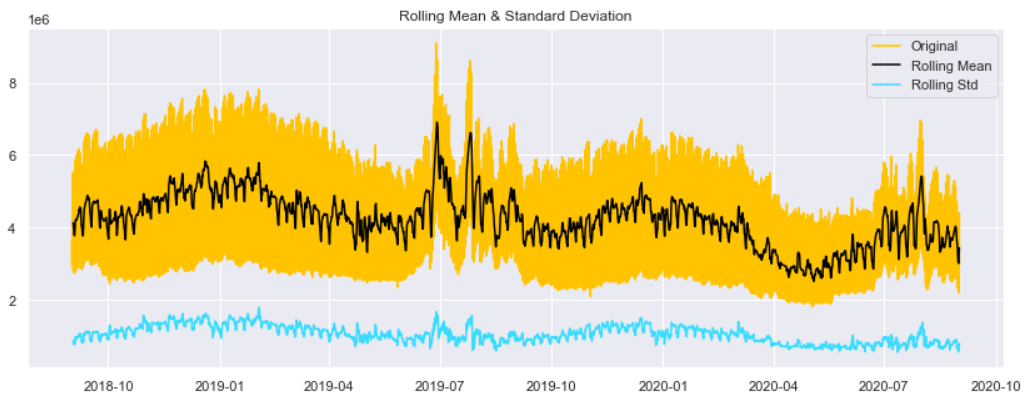 Rolling Mean & Standard Deviation
1e6
Original
Rolling Mean
Rolling Std
8
6
4
2
2018-10 2019-01 2019-04 2019-07 2019-10 2020-01 2020-04 2020-07 2020-10